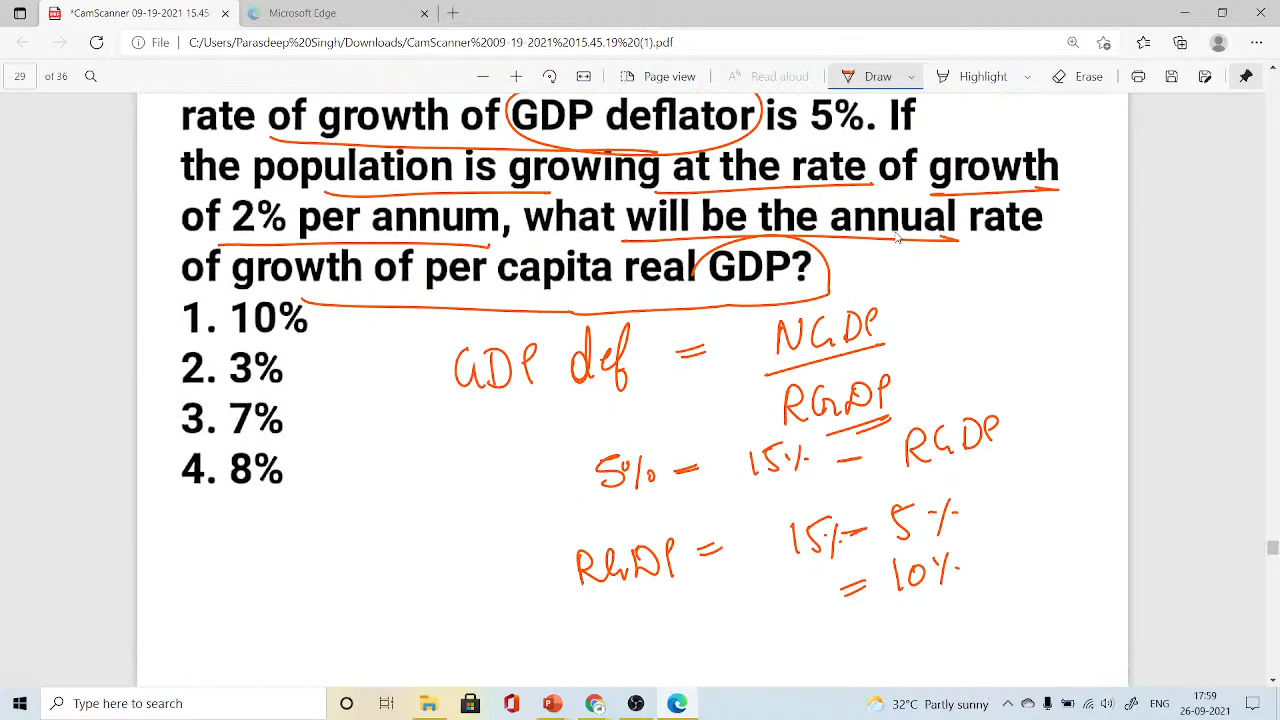 *CamScanner 09-19-2021 15.45
Microsoft Edge
File C:/Users/Parasdeep%20Singh/Downloads/CamScanner%2009-19-2021%2015.45.19%20(1).pdf
29 of 36 Page view Read aloud Draw Highlight Erase
rate of growth of GDP deflator is 5%. If
the population is growing at the rate of growth
of 2% per annum, what will be the annual rate
of growth of per capita real GDP?
1. 10%
2. 3%
3. 7%
4. 8%
GDP def = NGDP
RGDP
5% = 15% - RGDP
RGDP = 15% - 5%
= 10%
Type here to search
32°C Partly sunny ENG 17:59
26-09-2021